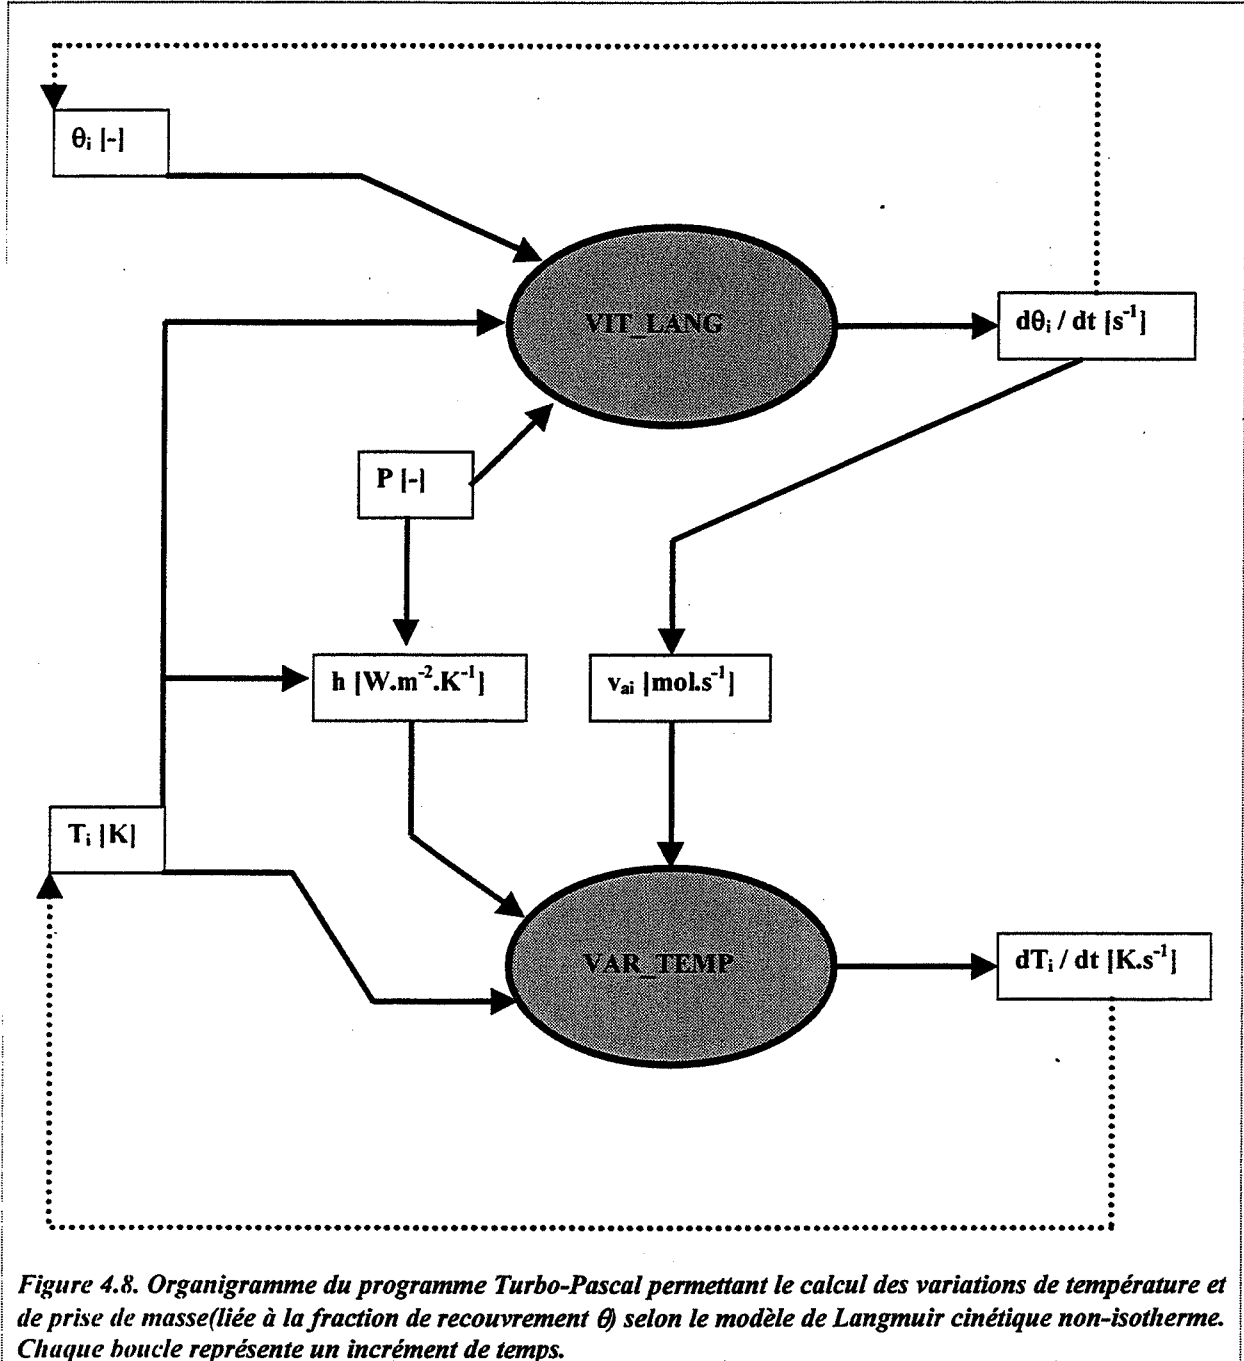 θᵢ [-]
VIT_LANG
dθᵢ / dt [s⁻¹]
P [-]
h [W.m⁻².K⁻¹]
vₐᵢ [mol.s⁻¹]
Tᵢ [K]
VAR_TEMP
dTᵢ / dt [K.s⁻¹]
Figure 4.8. Organigramme du programme Turbo-Pascal permettant le calcul des variations de température et
de prise de masse(liée à la fraction de recouvrement θ) selon le modèle de Langmuir cinétique non-isotherme.
Chaque boucle représente un incrément de temps.